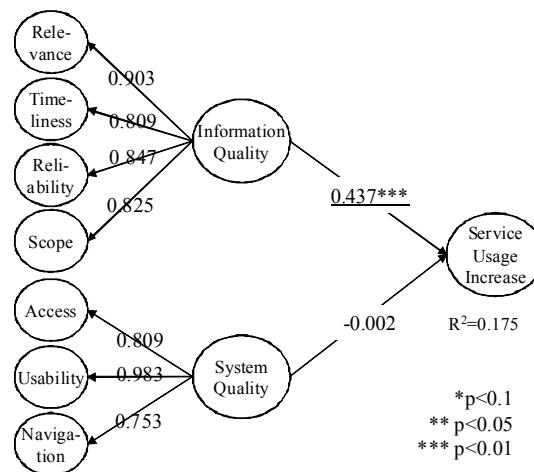 Rele-
vance
0.903
Time-
liness
0.809
Information
Quality
Reli-
ability
0.847
0.437***
0.825
Scope
Service
Usage
Increase
Access
-0.002
R²=0.175
0.809
System
Quality
Usability
0.983
*p<0.1
Naviga-
tion
0.753
** p<0.05
*** p<0.01